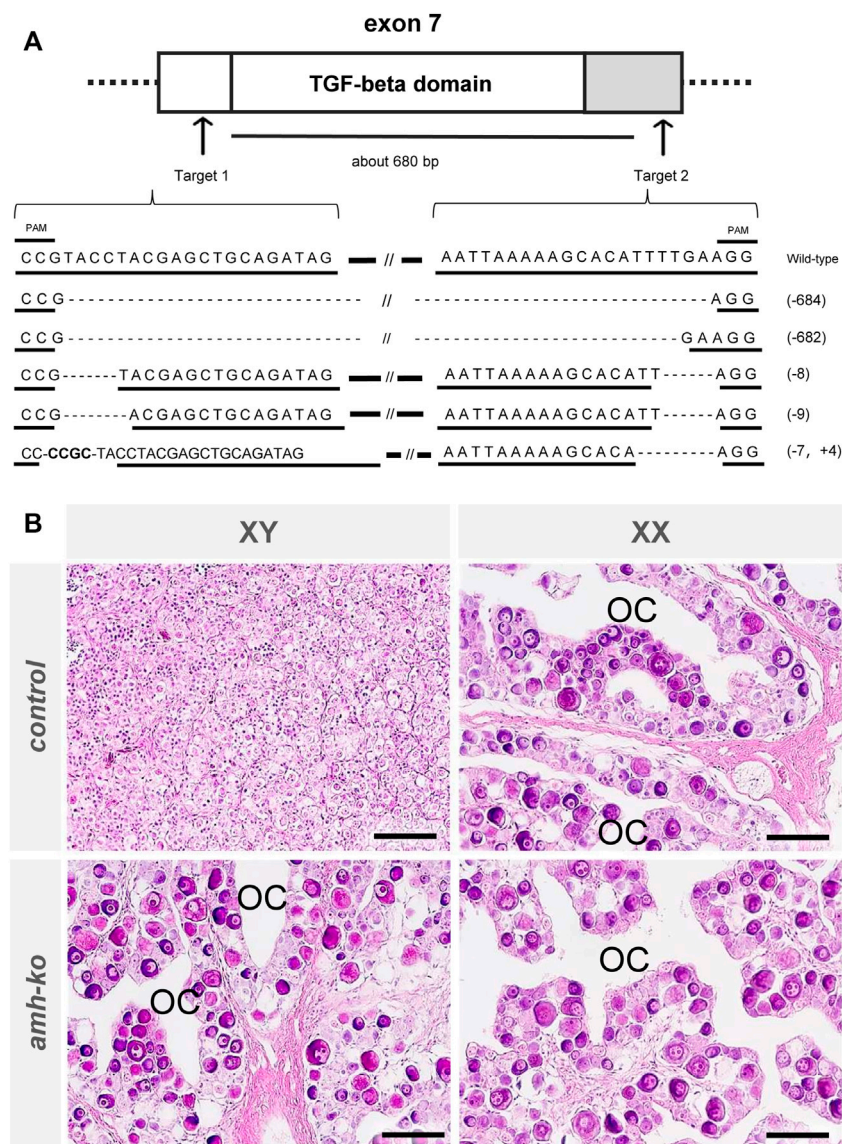 A
exon 7
TGF-beta domain
about 680 bp
Target 1
Target 2
PAM
PAM
CCGTACCTACGAGCTGCAGATAG // AATTAAAAAGCACATTTTGAAGG Wild-type
CCG-------------------------------- // --------------------------------AGG (-684)
CCG-------------------------------- // -----------------------------GAAGG (-682)
CCG------TACGAGCTGCAGATAG // AATTAAAAAGCACATT------AGG (-8)
CCG-------ACGAGCTGCAGATAG // AATTAAAAAGCACATT------AGG (-9)
CC-CCGC-TACCTACGAGCTGCAGATAG // AATTAAAAAGCACA---------AGG (-7, +4)
B
XY
XX
control
OC
OC
amh-ko
OC
OC
OC